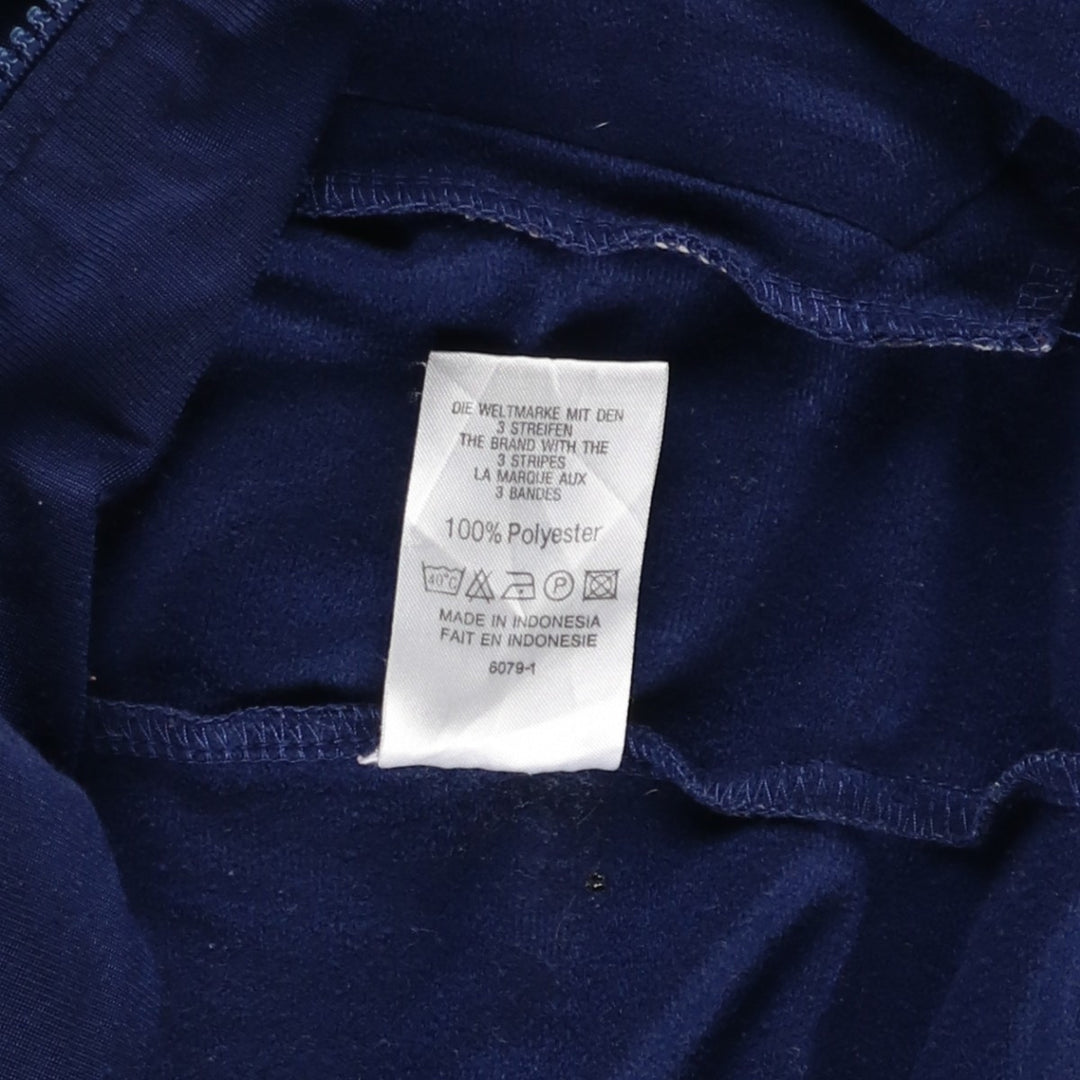 DIE WELTMARKE MIT DEN
3 STREIFEN
THE BRAND WITH THE
3 STRIPES
LA MARQUE AUX
3 BANDES
100% Polyester
40°C P
MADE IN INDONESIA
FAIT EN INDONESIE
6079-1